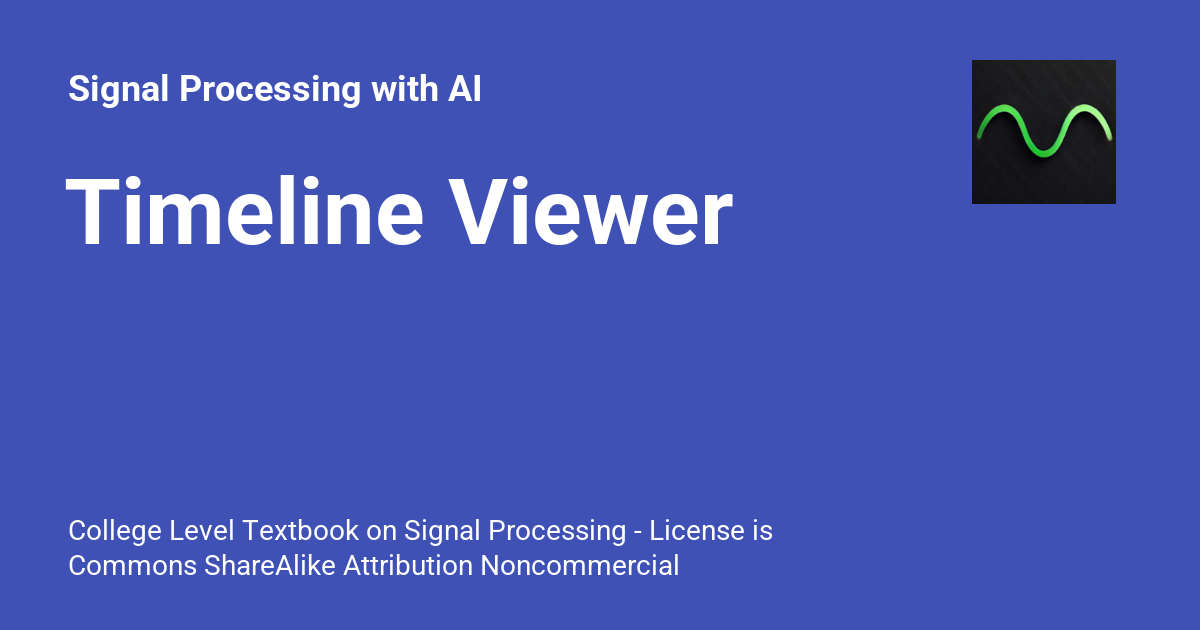 Signal Processing with AI
Timeline Viewer
College Level Textbook on Signal Processing - License is
Commons ShareAlike Attribution Noncommercial